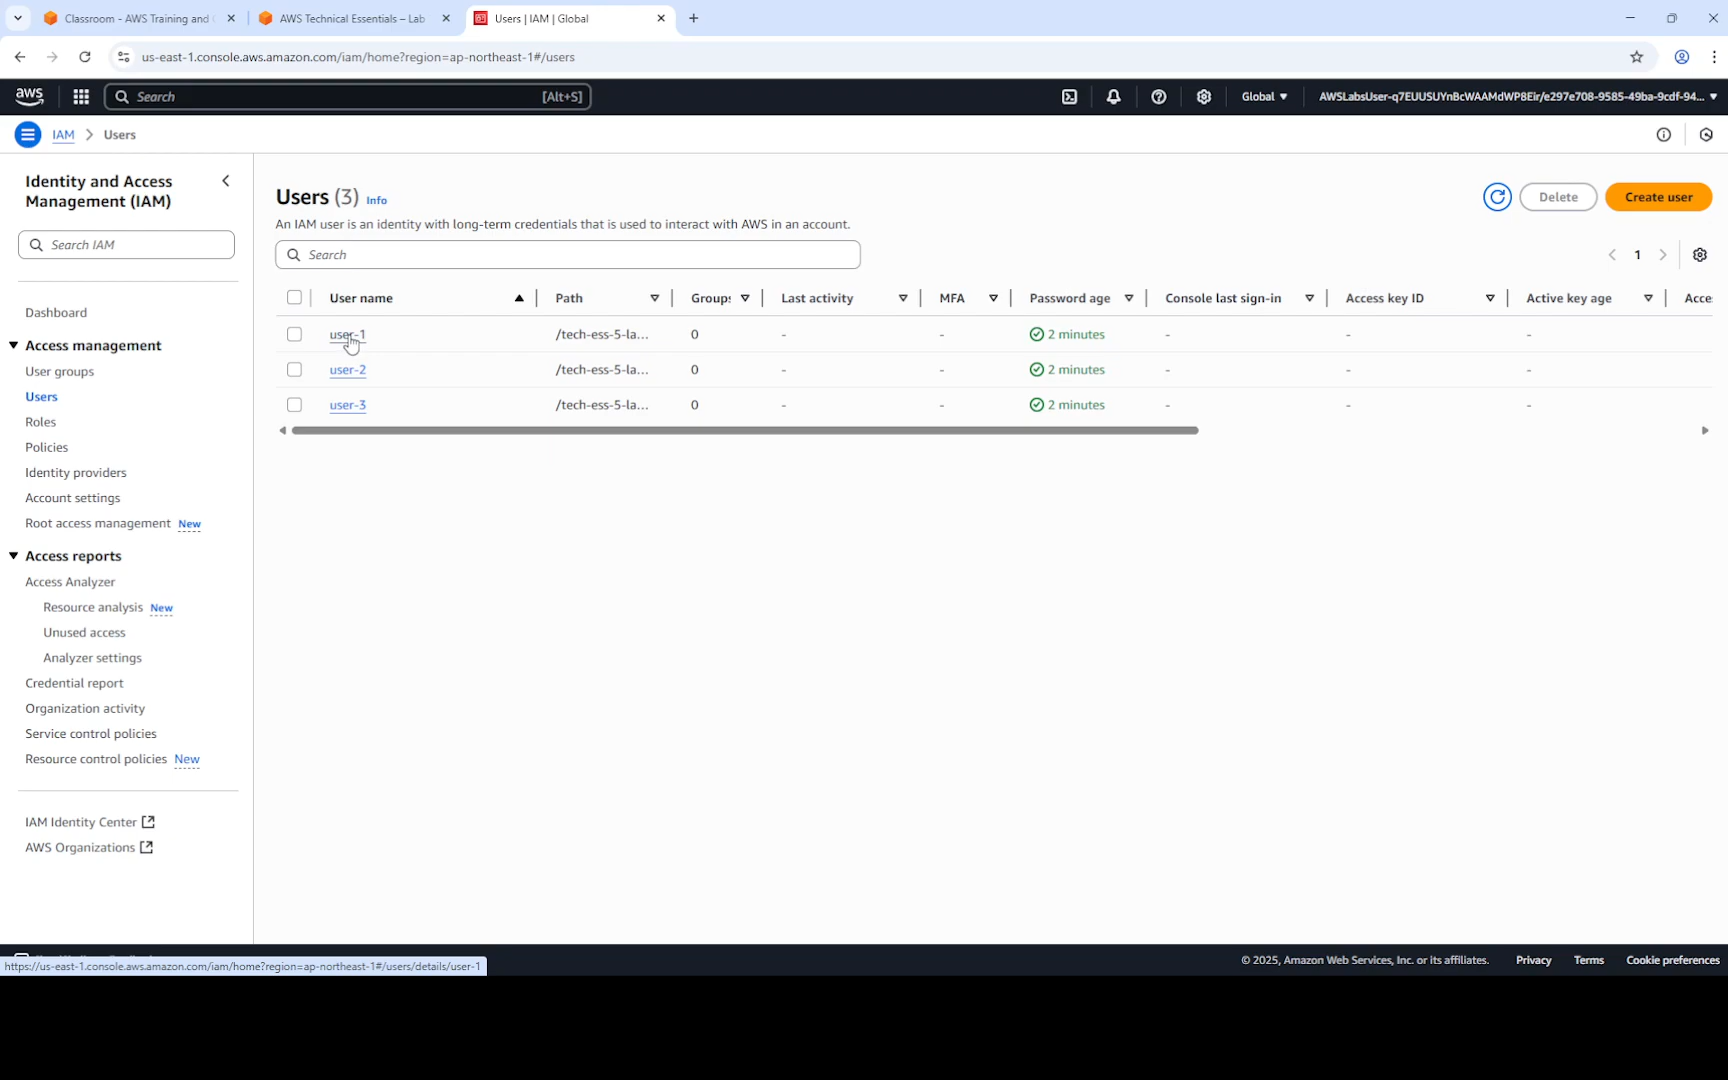 Classroom - AWS Training and
AWS Technical Essentials – Lab
Users | IAM | Global
us-east-1.console.aws.amazon.com/iam/home?region=ap-northeast-1#/users
aws
Search
[Alt+S]
Global
AWSLabsUser-q7EUUSUYnBcWAAMdWP8Eir/e297e708-9585-49ba-9cdf-94...
IAM
Users
Identity and Access
Management (IAM)
Search IAM
Dashboard
Access management
User groups
Users
Roles
Policies
Identity providers
Account settings
Root access management New
Access reports
Access Analyzer
Resource analysis New
Unused access
Analyzer settings
Credential report
Organization activity
Service control policies
Resource control policies New
IAM Identity Center
AWS Organizations
Users (3) Info
Delete
Create user
An IAM user is an identity with long-term credentials that is used to interact with AWS in an account.
Search
1
User name Path Groups Last activity MFA Password age Console last sign-in Access key ID Active key age Acce
user-1 /tech-ess-5-la... 0 - - 2 minutes - - -
user-2 /tech-ess-5-la... 0 - - 2 minutes - - -
user-3 /tech-ess-5-la... 0 - - 2 minutes - - -
https://us-east-1.console.aws.amazon.com/iam/home?region=ap-northeast-1#/users/details/user-1
© 2025, Amazon Web Services, Inc. or its affiliates. Privacy Terms Cookie preferences